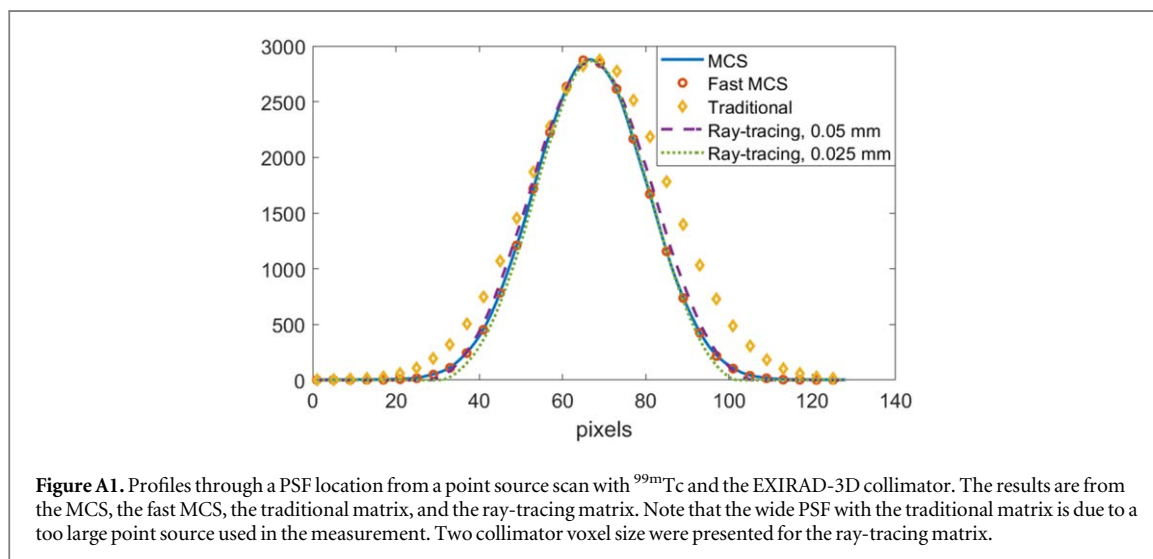 3000
2500
2000
1500
1000
500
0
0 20 40 60 80 100 120 140
pixels
MCS
Fast MCS
Traditional
Ray-tracing, 0.05 mm
Ray-tracing, 0.025 mm
Figure A1. Profiles through a PSF location from a point source scan with ⁹⁹ᵐTc and the EXIRAD-3D collimator. The results are from
the MCS, the fast MCS, the traditional matrix, and the ray-tracing matrix. Note that the wide PSF with the traditional matrix is due to a
too large point source used in the measurement. Two collimator voxel size were presented for the ray-tracing matrix.